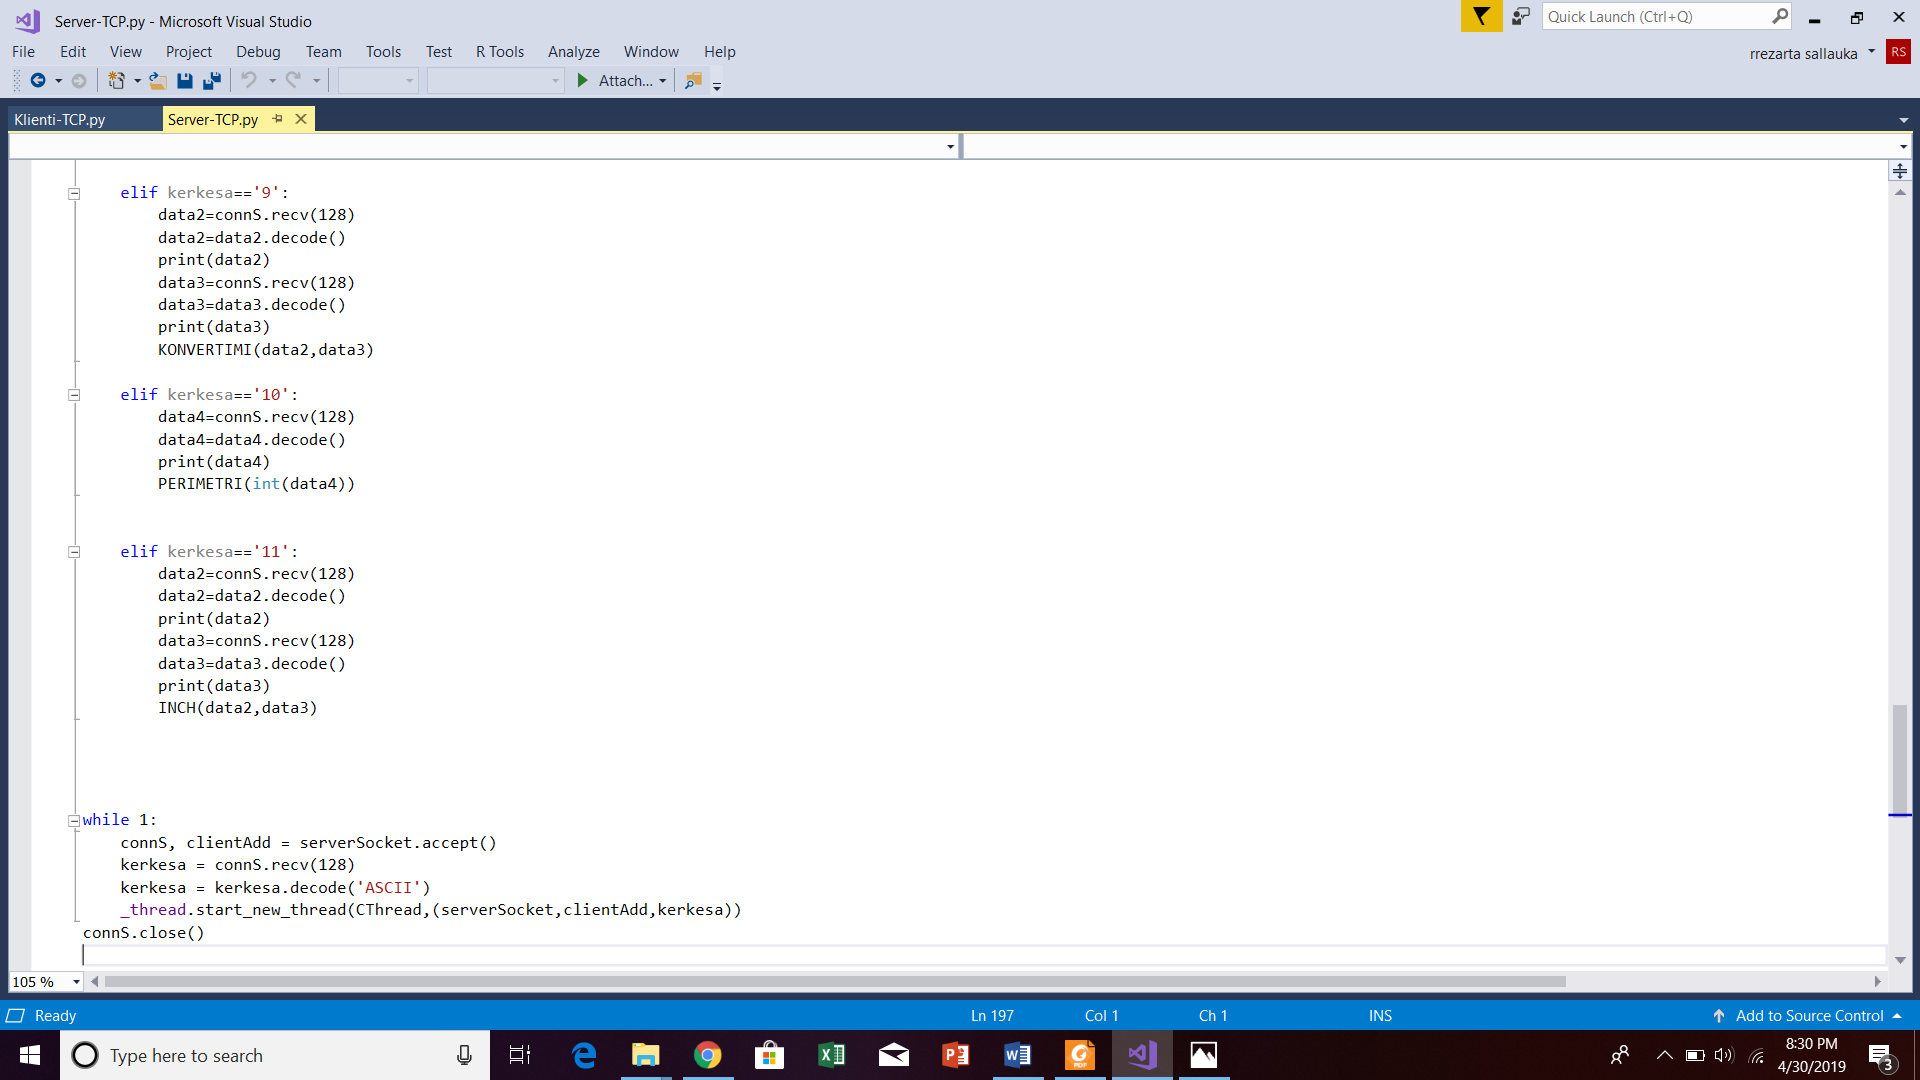 Server-TCP.py - Microsoft Visual Studio
Quick Launch (Ctrl+Q)
File Edit View Project Debug Team Tools Test R Tools Analyze Window Help
rrezarta sallauka RS
Attach...
Klienti-TCP.py Server-TCP.py
elif kerkesa=='9':
data2=connS.recv(128)
data2=data2.decode()
print(data2)
data3=connS.recv(128)
data3=data3.decode()
print(data3)
KONVERTIMI(data2,data3)
elif kerkesa=='10':
data4=connS.recv(128)
data4=data4.decode()
print(data4)
PERIMETRI(int(data4))
elif kerkesa=='11':
data2=connS.recv(128)
data2=data2.decode()
print(data2)
data3=connS.recv(128)
data3=data3.decode()
print(data3)
INCH(data2,data3)
while 1:
connS, clientAdd = serverSocket.accept()
kerkesa = connS.recv(128)
kerkesa = kerkesa.decode('ASCII')
_thread.start_new_thread(CThread,(serverSocket,clientAdd,kerkesa))
connS.close()
105 %
Ready Ln 197 Col 1 Ch 1 INS Add to Source Control
Type here to search
8:30 PM
4/30/2019
3